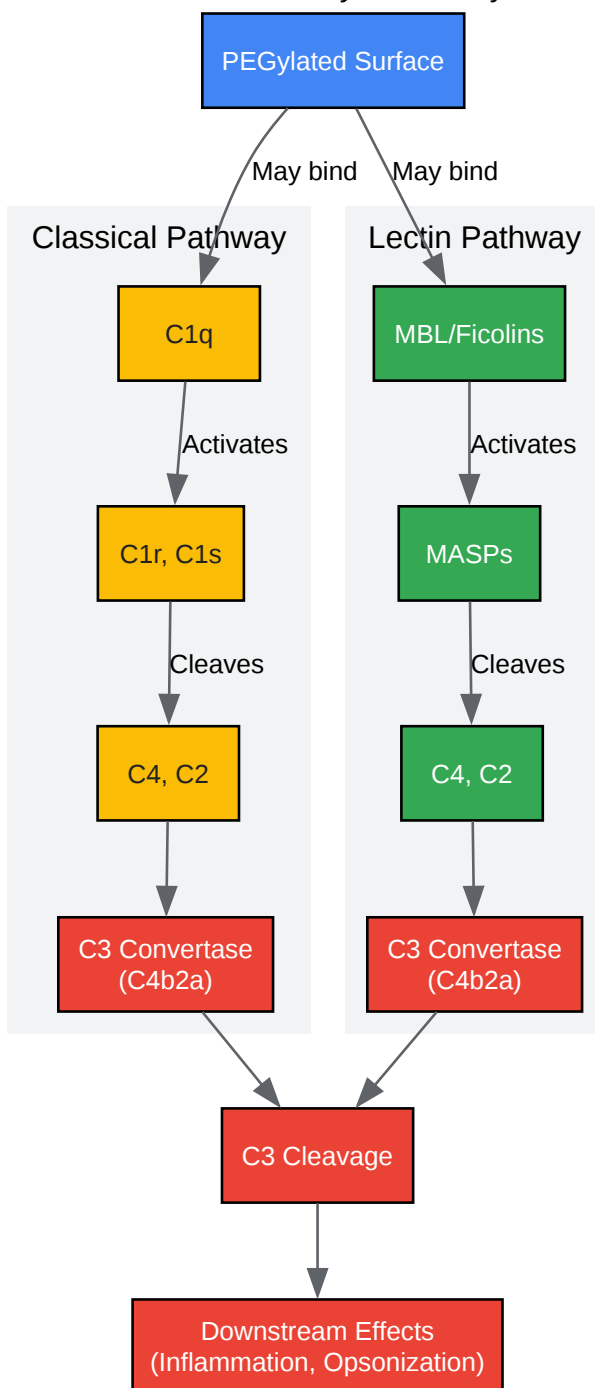 PEGylated Surface
May bind
May bind
Classical Pathway
Lectin Pathway
C1q
MBL/Ficolins
Activates
Activates
C1r, C1s
MASPs
Cleaves
Cleaves
C4, C2
C4, C2
C3 Convertase
(C4b2a)
C3 Convertase
(C4b2a)
C3 Cleavage
Downstream Effects
(Inflammation, Opsonization)